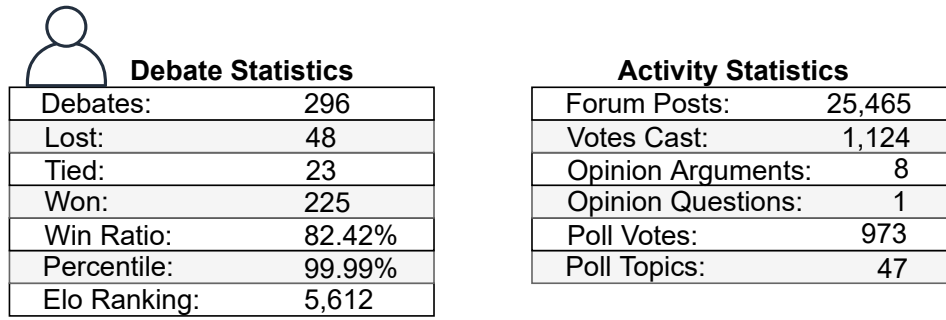 Debate Statistics
Debates: 296
Lost: 48
Tied: 23
Won: 225
Win Ratio: 82.42%
Percentile: 99.99%
Elo Ranking: 5,612
Activity Statistics
Forum Posts: 25,465
Votes Cast: 1,124
Opinion Arguments: 8
Opinion Questions: 1
Poll Votes: 973
Poll Topics: 47